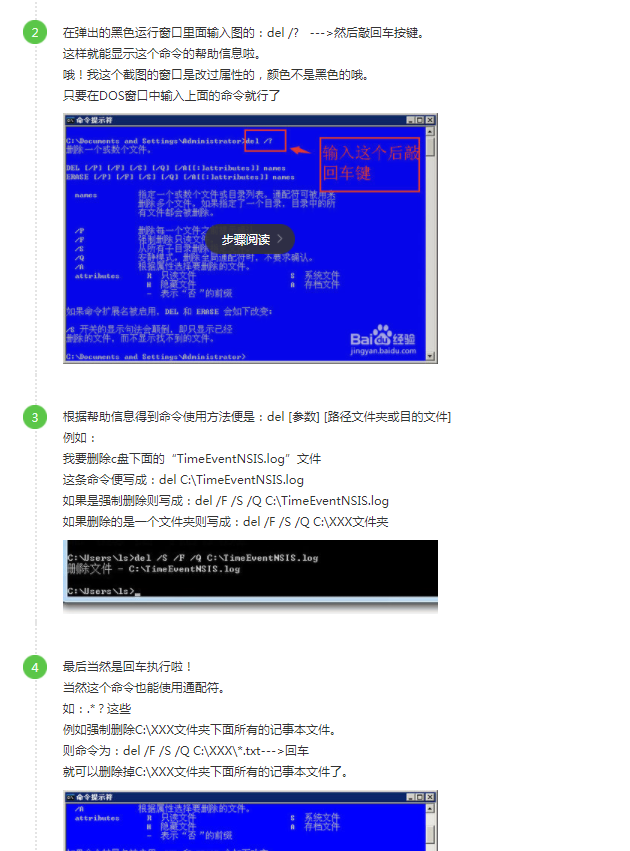 2
在弹出的黑色运行窗口里面输入图的：del /? --->然后敲回车按键。
这样就能显示这个命令的帮助信息啦。
哦！我这个截图的窗口是改过属性的，颜色不是黑色的哦。
只要在DOS窗口中输入上面的命令就行了
命令提示符
C:\Documents and Settings\Administrator>del /?
删除一个或数个文件。
输入这个后敲
回车键
DEL [/P] [/F] [/S] [/Q] [/A[[:]attributes]] names
ERASE [/P] [/F] [/S] [/Q] [/A[[:]attributes]] names
names 指定一个或数个文件或目录列表。通配符可被用来
删除多个文件。如果指定了一个目录，目录中的所
有文件都会被删除。
/P 删除每一个文件之
/F 强制删除只读文
/S 从所有子目录删除
/Q 安静模式。删除全局通配符时，不要求确认。
/A 根据属性选择要删除的文件。
步骤阅读
attributes R 只读文件 S 系统文件
H 隐藏文件 A 存档文件
- 表示“否”的前缀
如果命令扩展名被启用，DEL 和 ERASE 会如下改变:
/S 开关的显示句法会颠倒，即只显示已经
删除的文件，而不显示找不到的文件。
C:\Documents and Settings\Administrator>
Bai du 经验
jingyan.baidu.com
3
根据帮助信息得到命令使用方法便是：del [参数] [路径文件夹或目的文件]
例如：
我要删除c盘下面的“TimeEventNSIS.log”文件
这条命令便写成：del C:\TimeEventNSIS.log
如果是强制删除则写成：del /F /S /Q C:\TimeEventNSIS.log
如果删除的是一个文件夹则写成：del /F /S /Q C:\XXX文件夹
C:\Users\ls>del /S /F /Q C:\TimeEventNSIS.log
删除文件 - C:\TimeEventNSIS.log
C:\Users\ls>_
4
最后当然是回车执行啦！
当然这个命令也能使用通配符。
如：.*？这些
例如强制删除C:\XXX文件夹下面所有的记事本文件。
则命令为：del /F /S /Q C:\XXX\*.txt--->回车
就可以删除掉C:\XXX文件夹下面所有的记事本文件了。
命令提示符
/A 根据属性选择要删除的文件。
attributes R 只读文件 S 系统文件
H 隐藏文件 A 存档文件
- 表示“否”的前缀